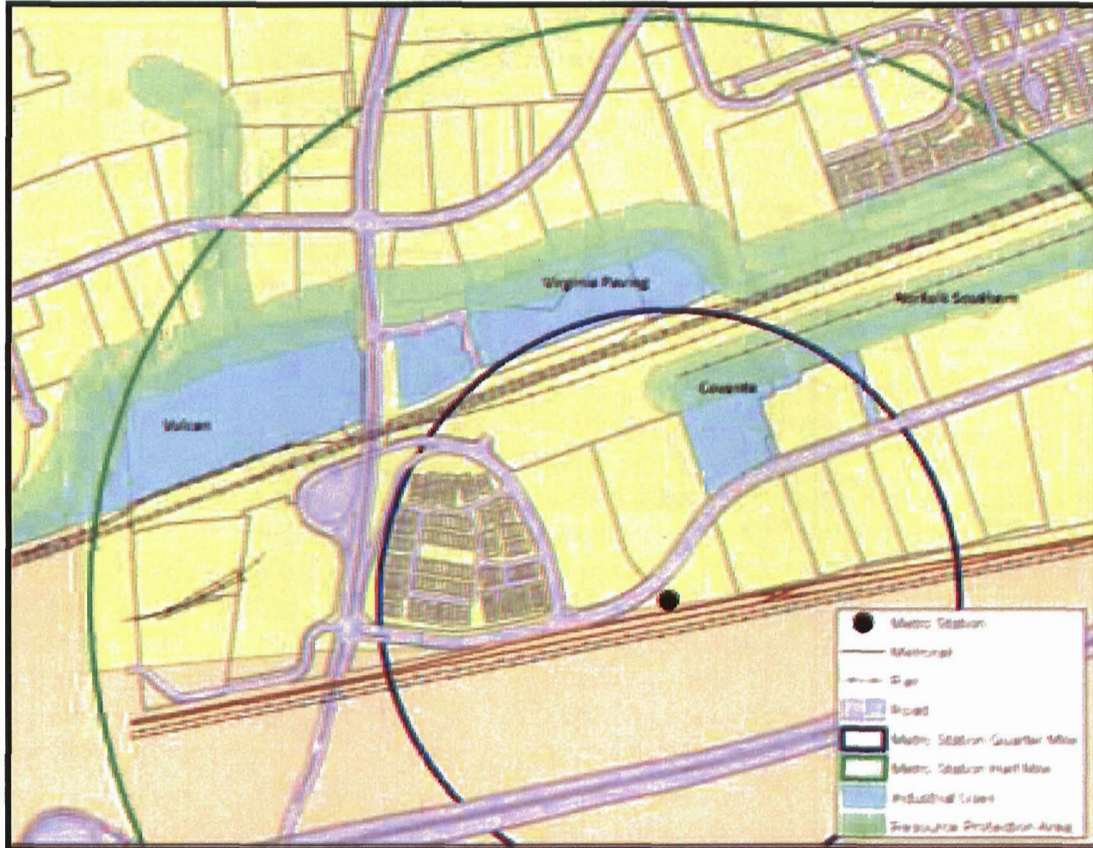 Virginia Paving
Norfolk Southern
Covanta
Vulcan
Metro Station
Metrorail
Rail
Road
Metro Station Quarter Mile
Metro Station Half Mile
Industrial Uses
Resource Protection Area